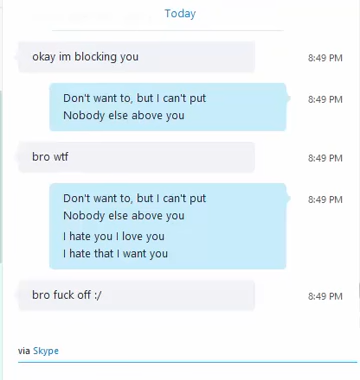 Today
okay im blocking you
8:49 PM
Don't want to, but I can't put
Nobody else above you
8:49 PM
bro wtf
8:49 PM
Don't want to, but I can't put
Nobody else above you
I hate you I love you
I hate that I want you
8:49 PM
bro fuck off :/
8:49 PM
via Skype